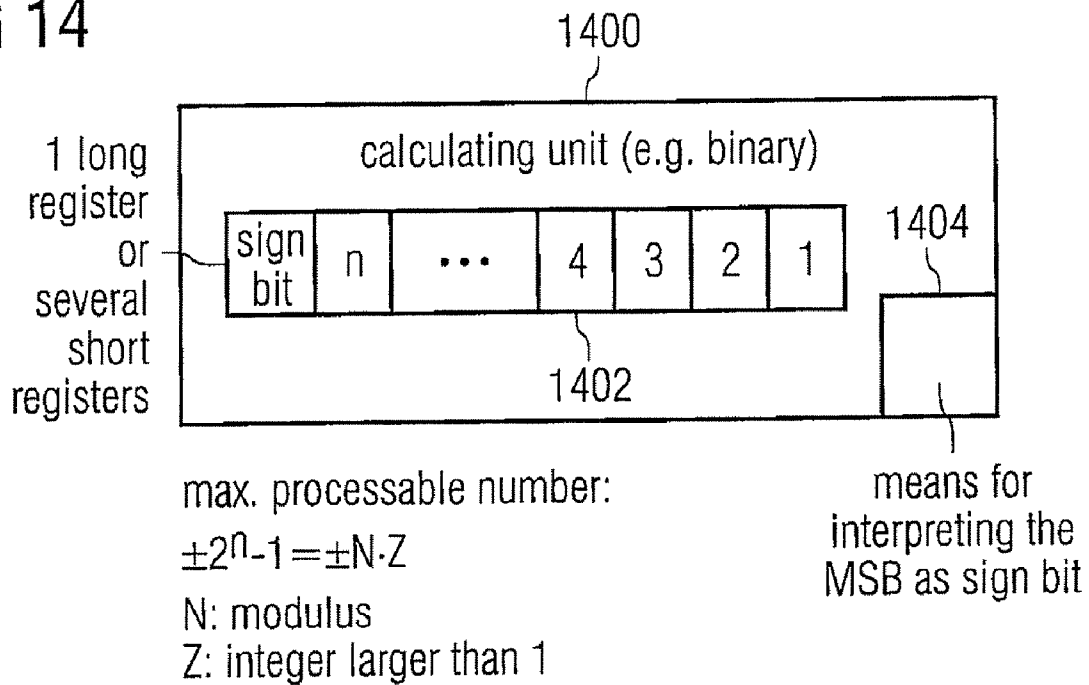 14
1400
1 long
register
or
several
short
registers
calculating unit (e.g. binary)
1404
sign
bit
n
•••
4
3
2
1
1402
max. processable number:
±2ⁿ-1=±N·Z
N: modulus
Z: integer larger than 1
means for
interpreting the
MSB as sign bit